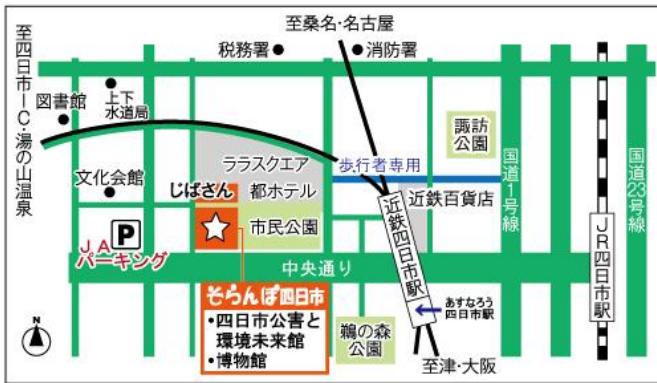 至桑名・名古屋
税務署
消防署
至四日市IC・湯の山温泉
図書館
上下
水道局
諏訪
公園
国道1号線
国道23号線
ララスクエア
歩行者専用
文化会館
じばさん
都ホテル
近鉄百貨店
P
JA
パーキング
市民公園
近鉄四日市駅
JR四日市駅
中央通り
そらんぽ四日市
・四日市公害と
環境未来館
・博物館
鵜の森
公園
あすなろう
四日市駅
至津・大阪
N